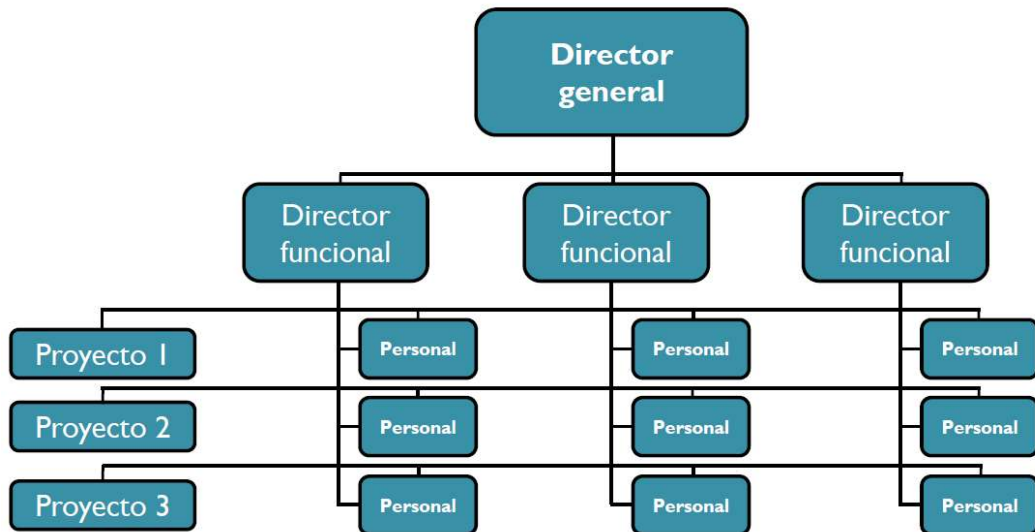 Director
general
Director
funcional
Director
funcional
Director
funcional
Proyecto 1
Personal
Personal
Personal
Proyecto 2
Personal
Personal
Personal
Proyecto 3
Personal
Personal
Personal